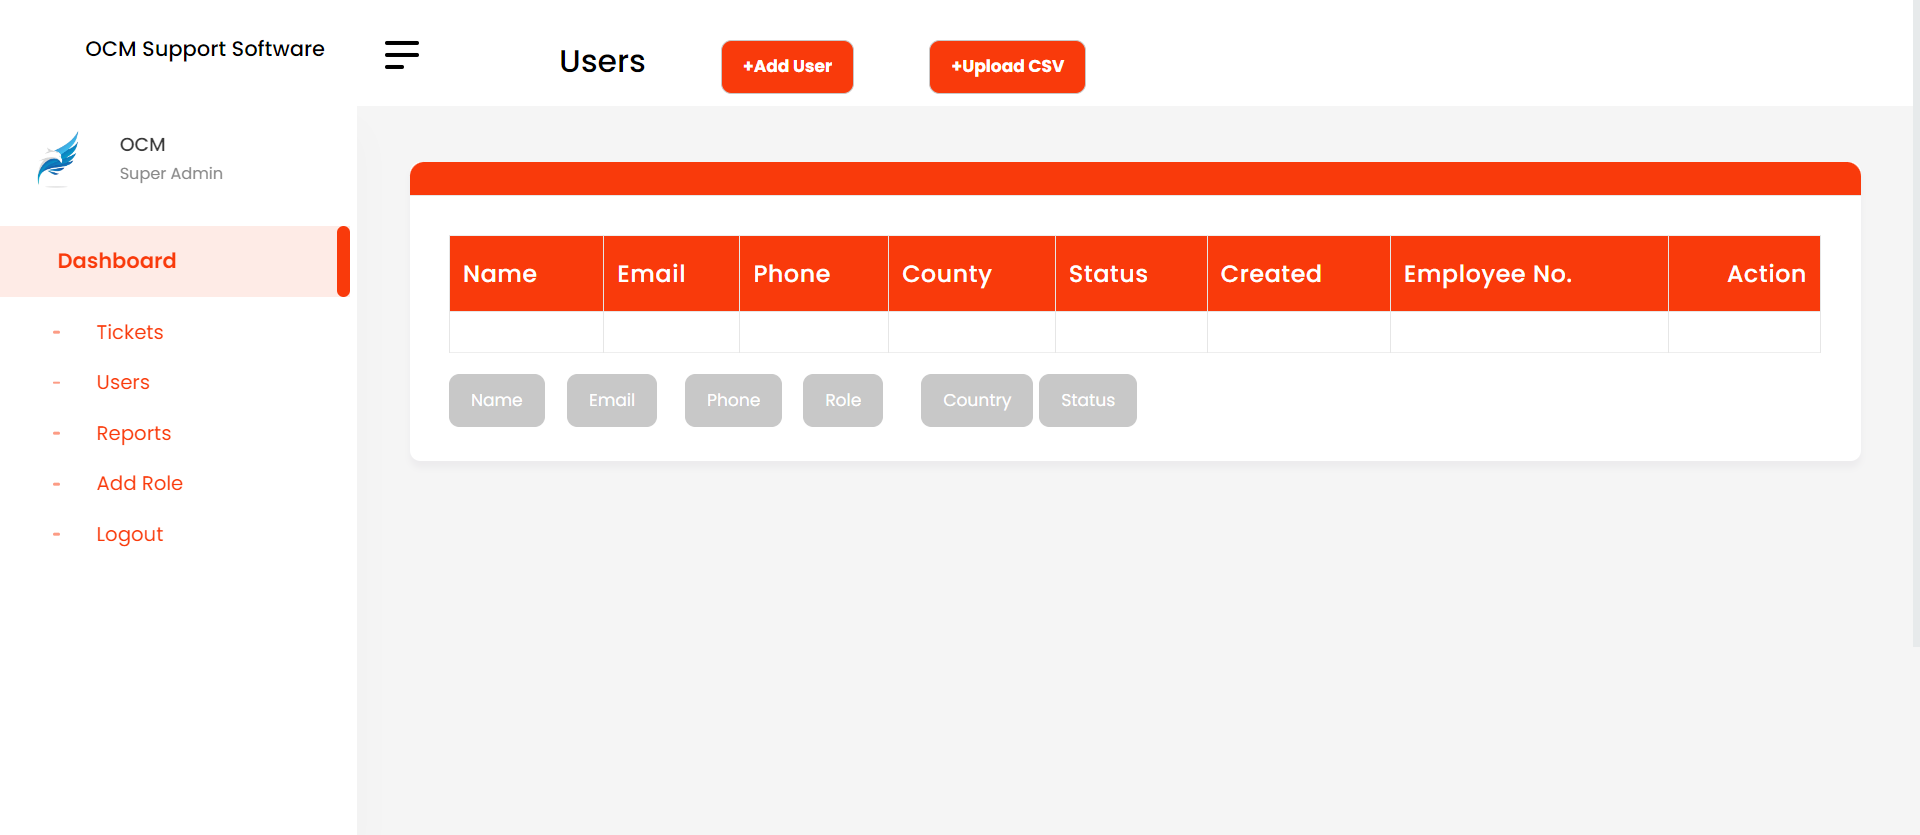 OCM Support Software
Users
+Add User
+Upload CSV
OCM
Super Admin
Dashboard
- Tickets
- Users
- Reports
- Add Role
- Logout
Name Email Phone County Status Created Employee No. Action
Name Email Phone Role Country Status